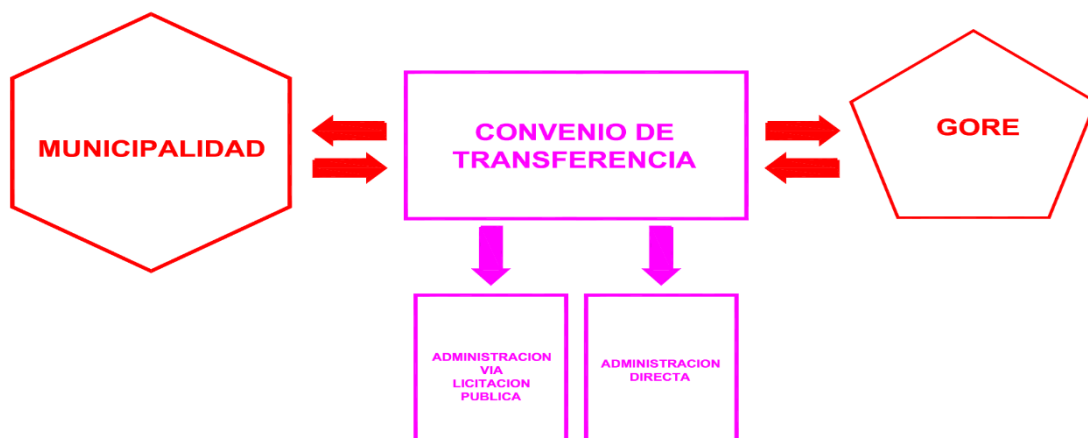 MUNICIPALIDAD
CONVENIO DE
TRANSFERENCIA
GORE
ADMINISTRACION
VIA
LICITACION
PUBLICA
ADMINISTRACION
DIRECTA